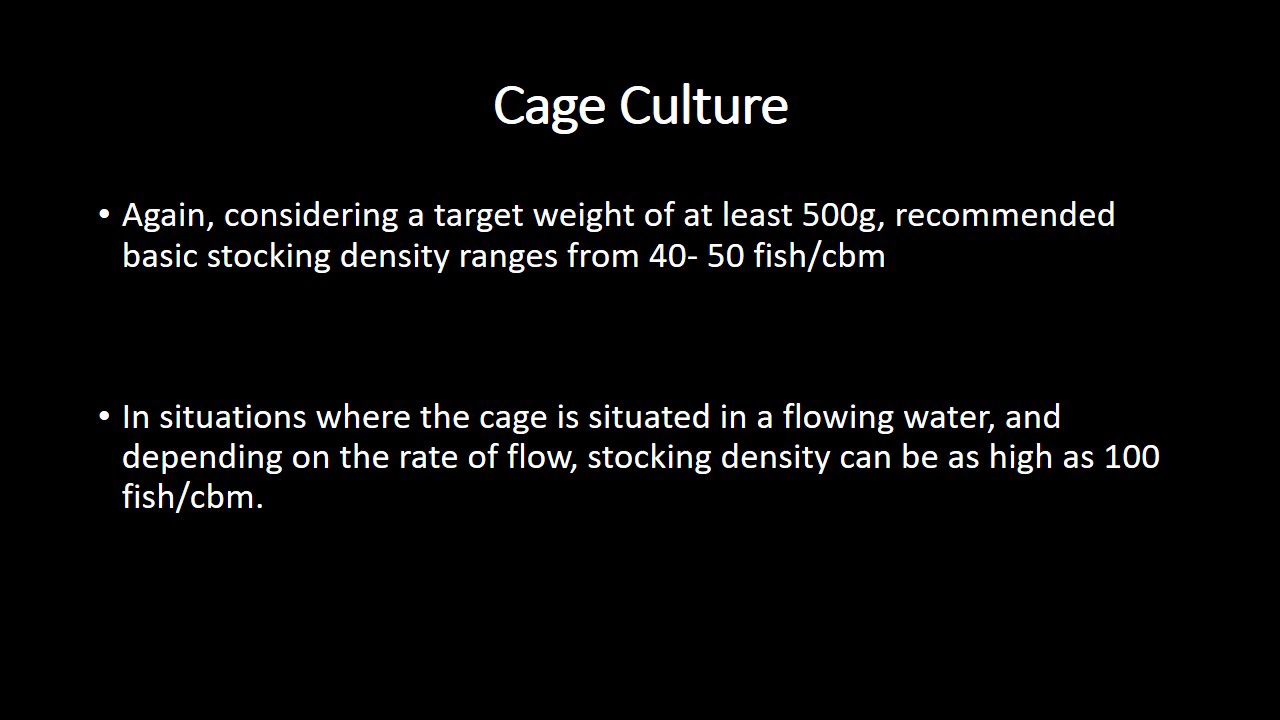 Cage Culture
• Again, considering a target weight of at least 500g, recommended
basic stocking density ranges from 40- 50 fish/cbm
• In situations where the cage is situated in a flowing water, and
depending on the rate of flow, stocking density can be as high as 100
fish/cbm.